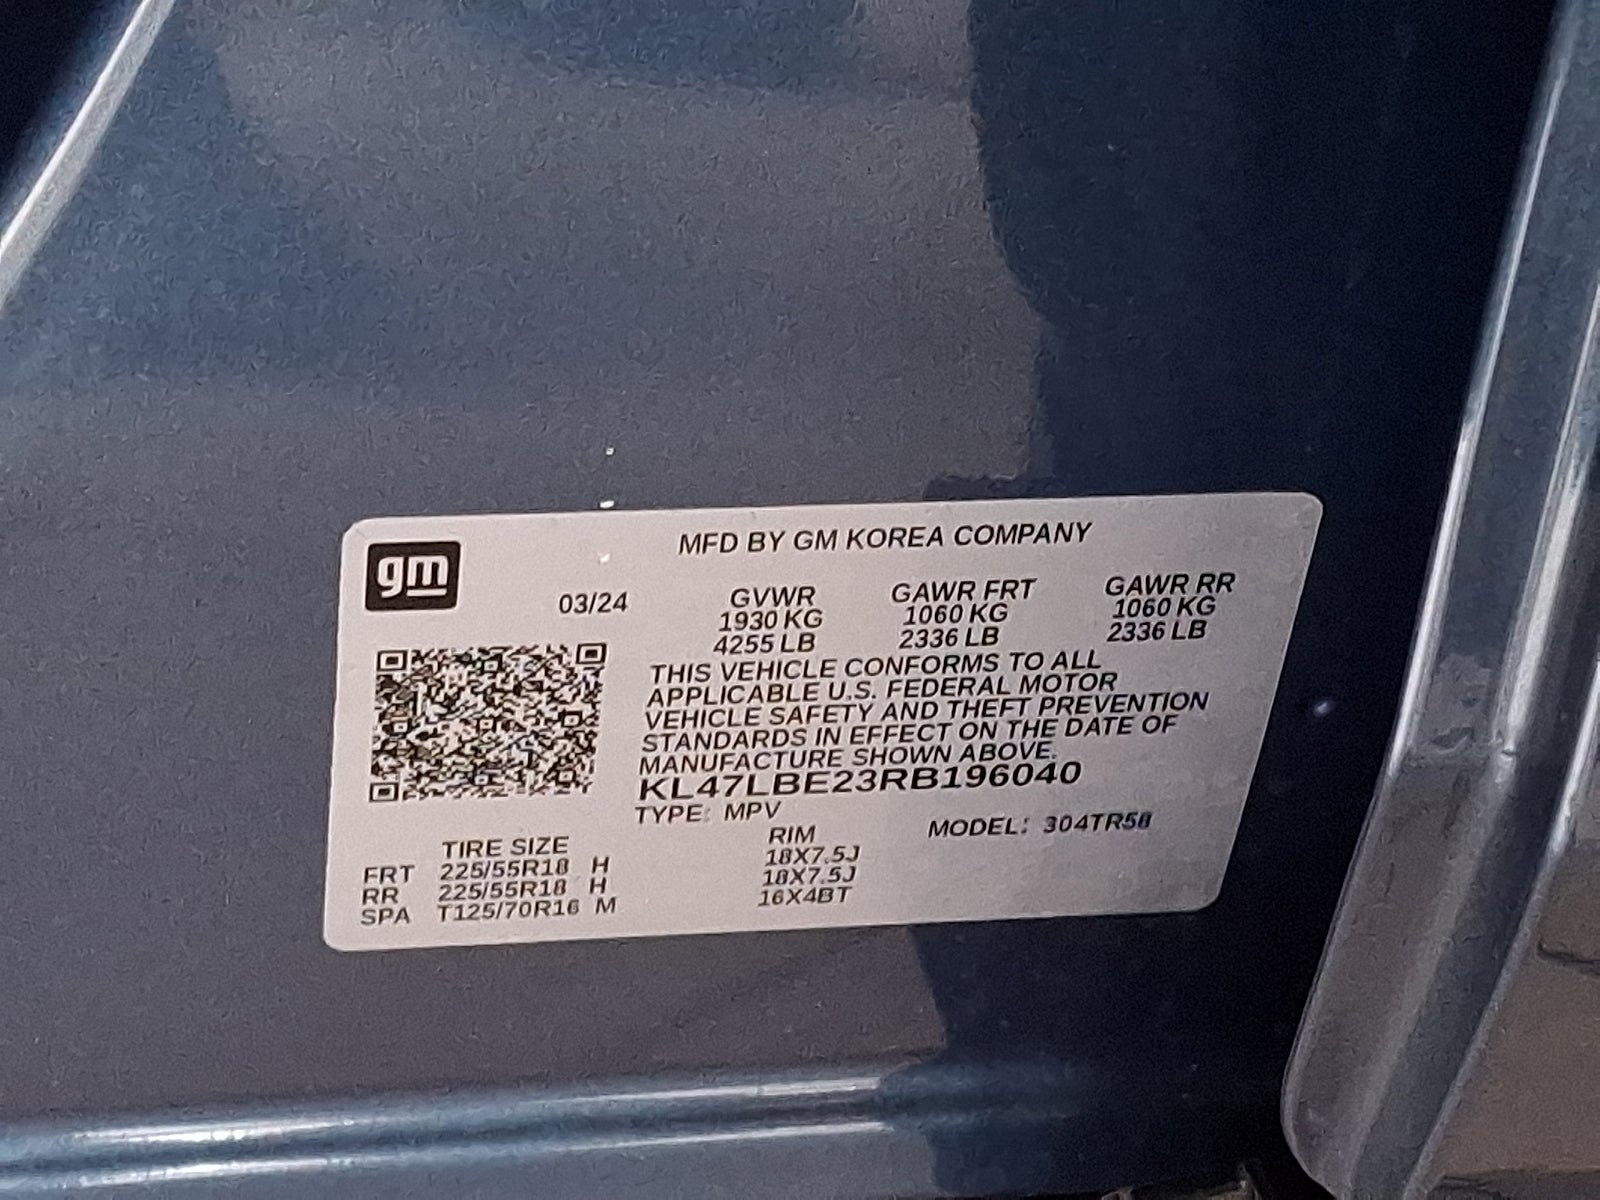 gm
MFD BY GM KOREA COMPANY
03/24 GVWR GAWR FRT GAWR RR
1930 KG 1060 KG 1060 KG
4255 LB 2336 LB 2336 LB
THIS VEHICLE CONFORMS TO ALL
APPLICABLE U.S. FEDERAL MOTOR
VEHICLE SAFETY AND THEFT PREVENTION
STANDARDS IN EFFECT ON THE DATE OF
MANUFACTURE SHOWN ABOVE.
KL47LBE23RB196040
TYPE: MPV
TIRE SIZE RIM MODEL: 304TR58
FRT 225/55R18 H 18X7.5J
RR 225/55R18 H 18X7.5J
SPA T125/70R16 M 16X4BT